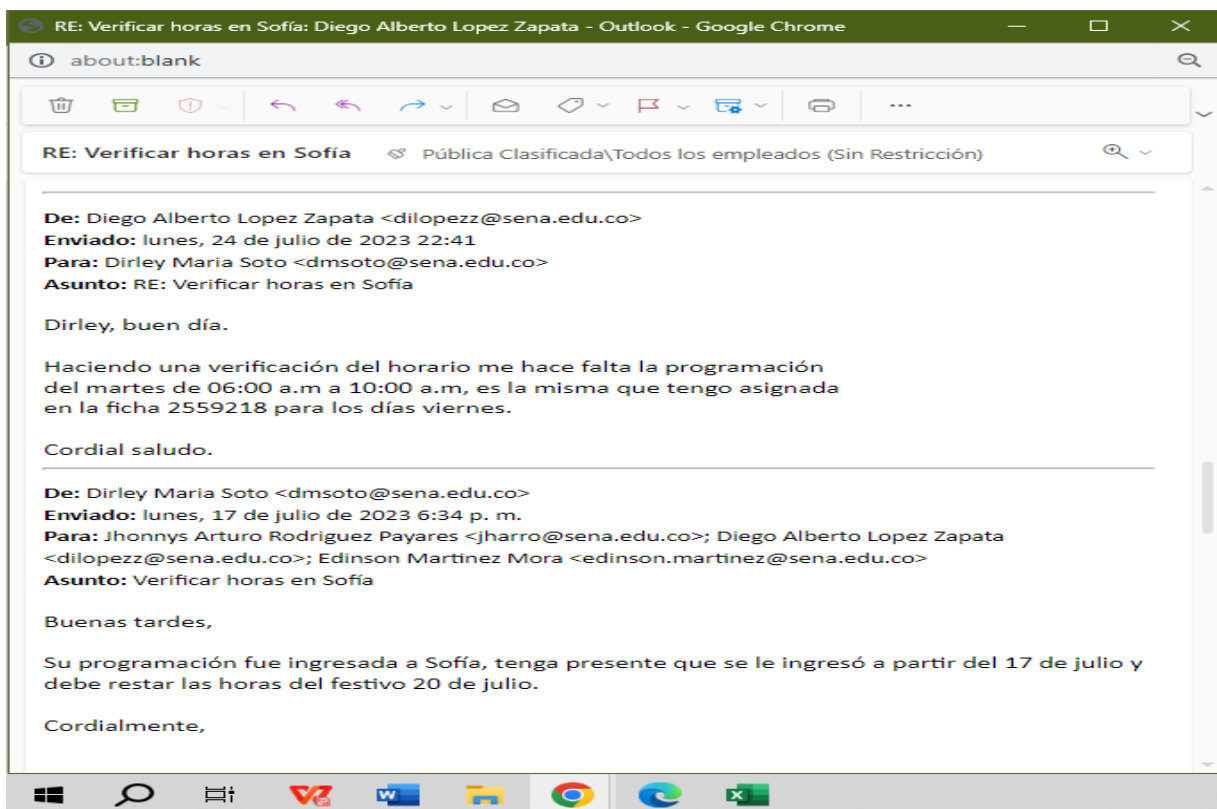 RE: Verificar horas en Sofía: Diego Alberto Lopez Zapata - Outlook - Google Chrome
about:blank
RE: Verificar horas en Sofía Pública Clasificada\Todos los empleados (Sin Restricción)
De: Diego Alberto Lopez Zapata <dilopezz@sena.edu.co>
Enviado: lunes, 24 de julio de 2023 22:41
Para: Dirley Maria Soto <dmsoto@sena.edu.co>
Asunto: RE: Verificar horas en Sofía
Dirley, buen día.
Haciendo una verificación del horario me hace falta la programación
del martes de 06:00 a.m a 10:00 a.m, es la misma que tengo asignada
en la ficha 2559218 para los días viernes.
Cordial saludo.
De: Dirley Maria Soto <dmsoto@sena.edu.co>
Enviado: lunes, 17 de julio de 2023 6:34 p. m.
Para: Jhonnys Arturo Rodriguez Payares <jharro@sena.edu.co>; Diego Alberto Lopez Zapata
<dilopezz@sena.edu.co>; Edinson Martinez Mora <edinson.martinez@sena.edu.co>
Asunto: Verificar horas en Sofía
Buenas tardes,
Su programación fue ingresada a Sofía, tenga presente que se le ingresó a partir del 17 de julio y
debe restar las horas del festivo 20 de julio.
Cordialmente,